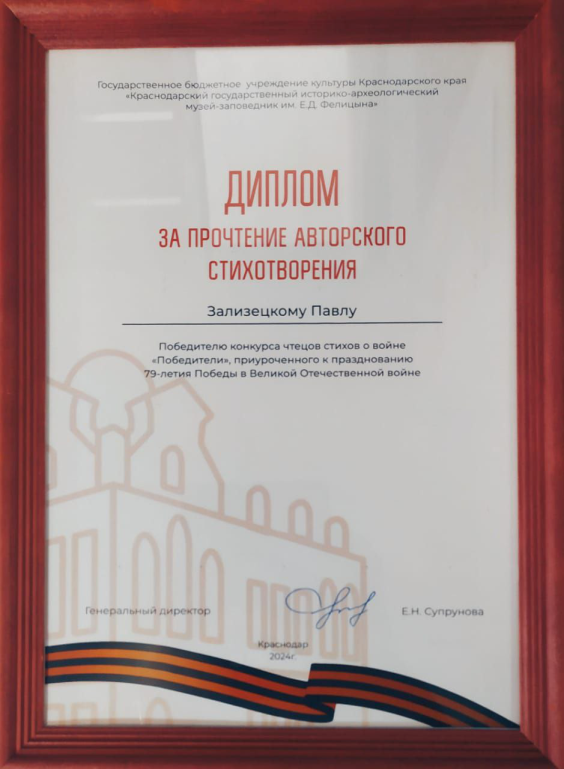 Государственное бюджетное учреждение культуры Краснодарского края
«Краснодарский государственный историко-археологический
музей-заповедник им. Е.Д. Фелицына»
ДИПЛОМ
ЗА ПРОЧТЕНИЕ АВТОРСКОГО
СТИХОТВОРЕНИЯ
Зализецкому Павлу
Победителю конкурса чтецов стихов о войне
«Победители», приуроченного к празднованию
79-летия Победы в Великой Отечественной войне
Генеральный директор
Е.Н. Супрунова
Краснодар
2024г.